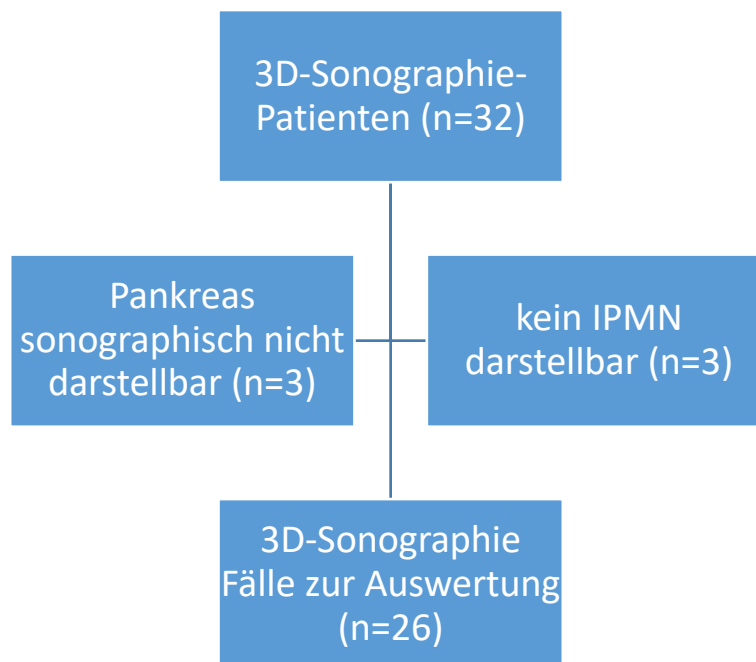 3D-Sonographie-
Patienten (n=32)
Pankreas
sonographisch nicht
darstellbar (n=3)
kein IPMN
darstellbar (n=3)
3D-Sonographie
Fälle zur Auswertung
(n=26)